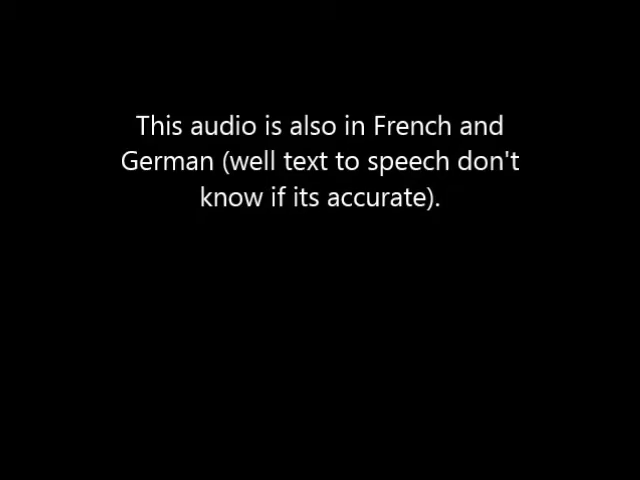 This audio is also in French and
German (well text to speech don't
know if its accurate).